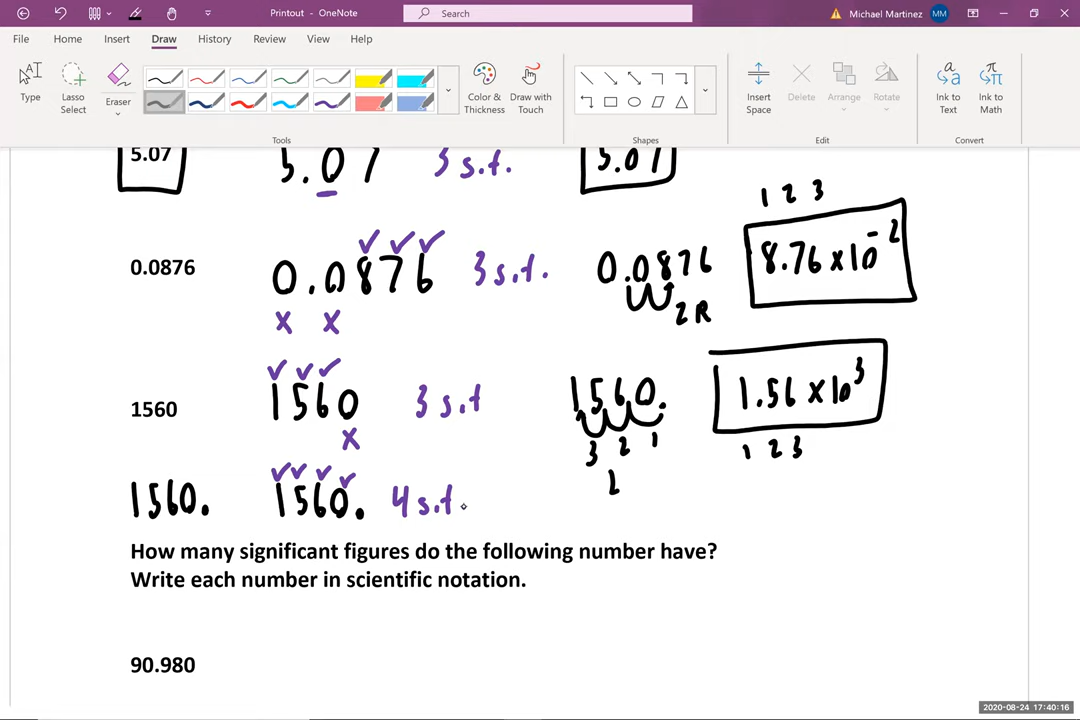 Printout - OneNote
Search
Michael Martinez MM
File Home Insert Draw History Review View Help
Type
Lasso Select
Eraser
Color & Thickness
Draw with Touch
Insert Space
Delete
Arrange
Rotate
Ink to Text
Ink to Math
Tools Shapes Edit Convert
5.07 5.07 3 s.f. 5.07
1 2 3
0.0876 0.0876 3 s.f. 0.0876 8.76 x 10⁻²
x x 2 R
1560 1560 3 s.f 1560. 1.56 x 10³
x 3 2 1 1 2 3
L
1560. 1560. 4 s.f
How many significant figures do the following number have?
Write each number in scientific notation.
90.980
2020-08-24 17:40:16